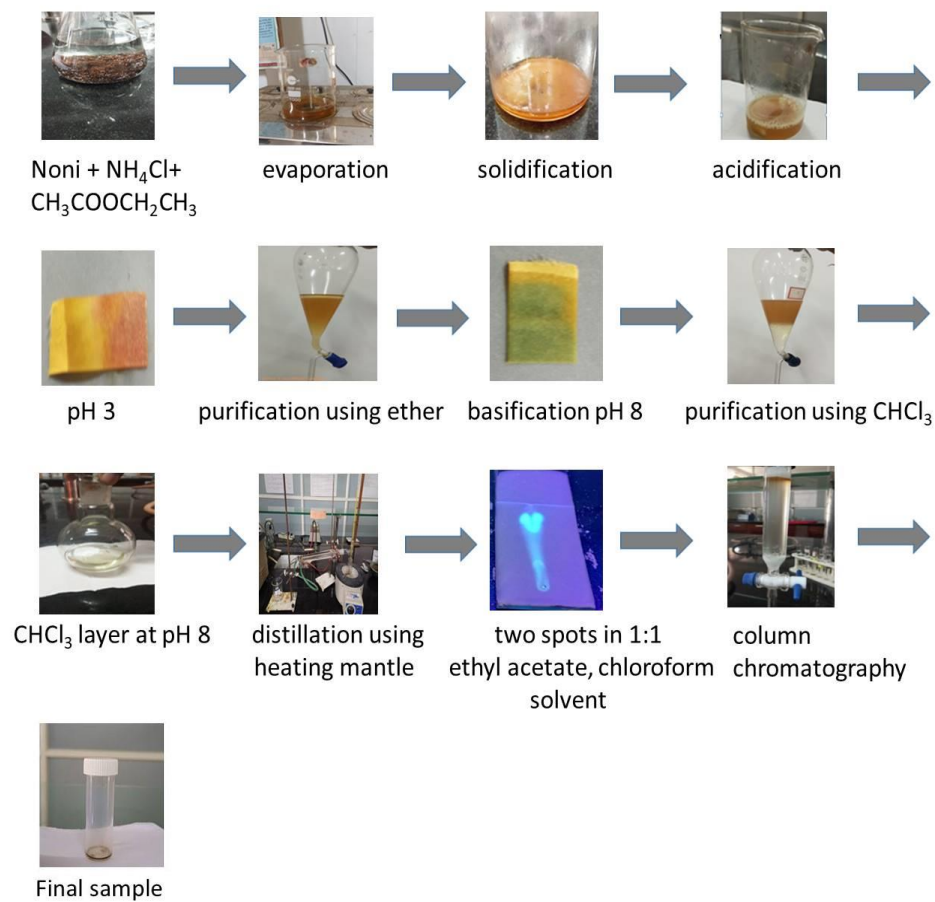 Noni + NH₄Cl+
CH₃COOCH₂CH₃
evaporation
solidification
acidification
pH 3
purification using ether
basification pH 8
purification using CHCl₃
CHCl₃ layer at pH 8
distillation using
heating mantle
two spots in 1:1
ethyl acetate, chloroform
solvent
column
chromatography
Final sample